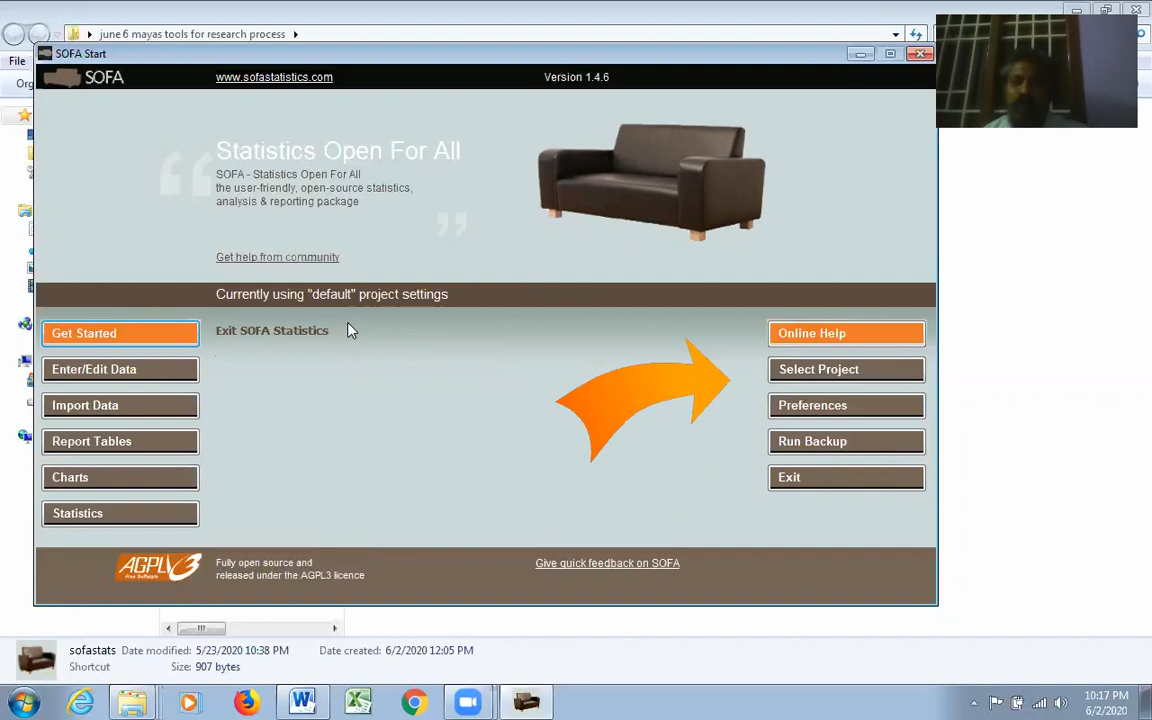 june6 mayas tools for research process
File
Org
SOFA Start
SOFA
www.sofastatistics.com
Version 1.4.6
Statistics Open For All
SOFA - Statistics Open For All
the user-friendly, open-source statistics,
analysis & reporting package
Get help from community
Currently using "default" project settings
Get Started
Exit SOFA Statistics
Online Help
Enter/Edit Data
Select Project
Import Data
Preferences
Report Tables
Run Backup
Charts
Exit
Statistics
AGPL3
Free Software
Fully open source and
released under the AGPL3 licence
Give quick feedback on SOFA
sofastats Date modified: 5/23/2020 10:38 PM Date created: 6/2/2020 12:05 PM
Shortcut Size: 907 bytes
10:17 PM
6/2/2020